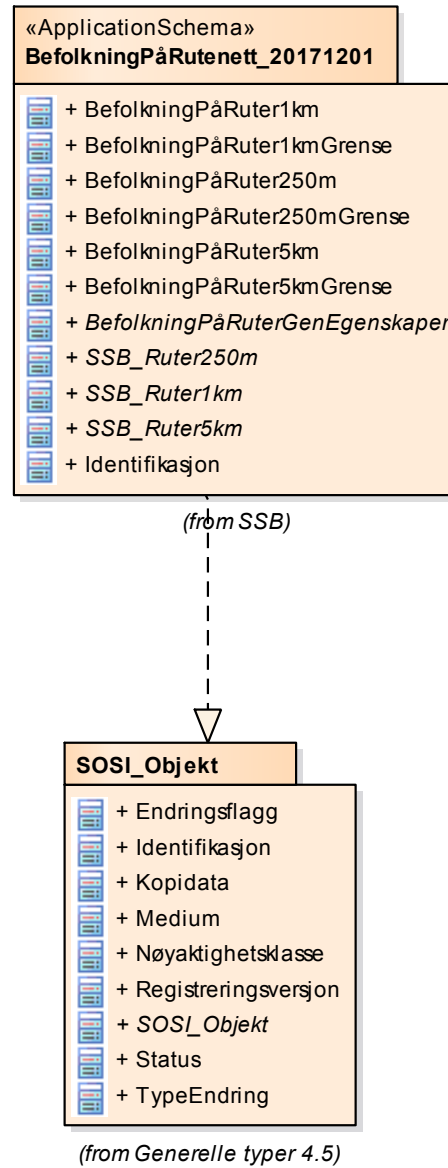 «ApplicationSchema»
BefolkningPåRutenett_20171201
+ BefolkningPåRuter1km
+ BefolkningPåRuter1kmGrense
+ BefolkningPåRuter250m
+ BefolkningPåRuter250mGrense
+ BefolkningPåRuter5km
+ BefolkningPåRuter5kmGrense
+ BefolkningPåRuterGenEgenskaper
+ SSB_Ruter250m
+ SSB_Ruter1km
+ SSB_Ruter5km
+ Identifikasjon
(from SSB)
SOSI_Objekt
+ Endringsflagg
+ Identifikasjon
+ Kopidata
+ Medium
+ Nøyaktighetsklasse
+ Registreringsversjon
+ SOSI_Objekt
+ Status
+ TypeEndring
(from Generelle typer 4.5)